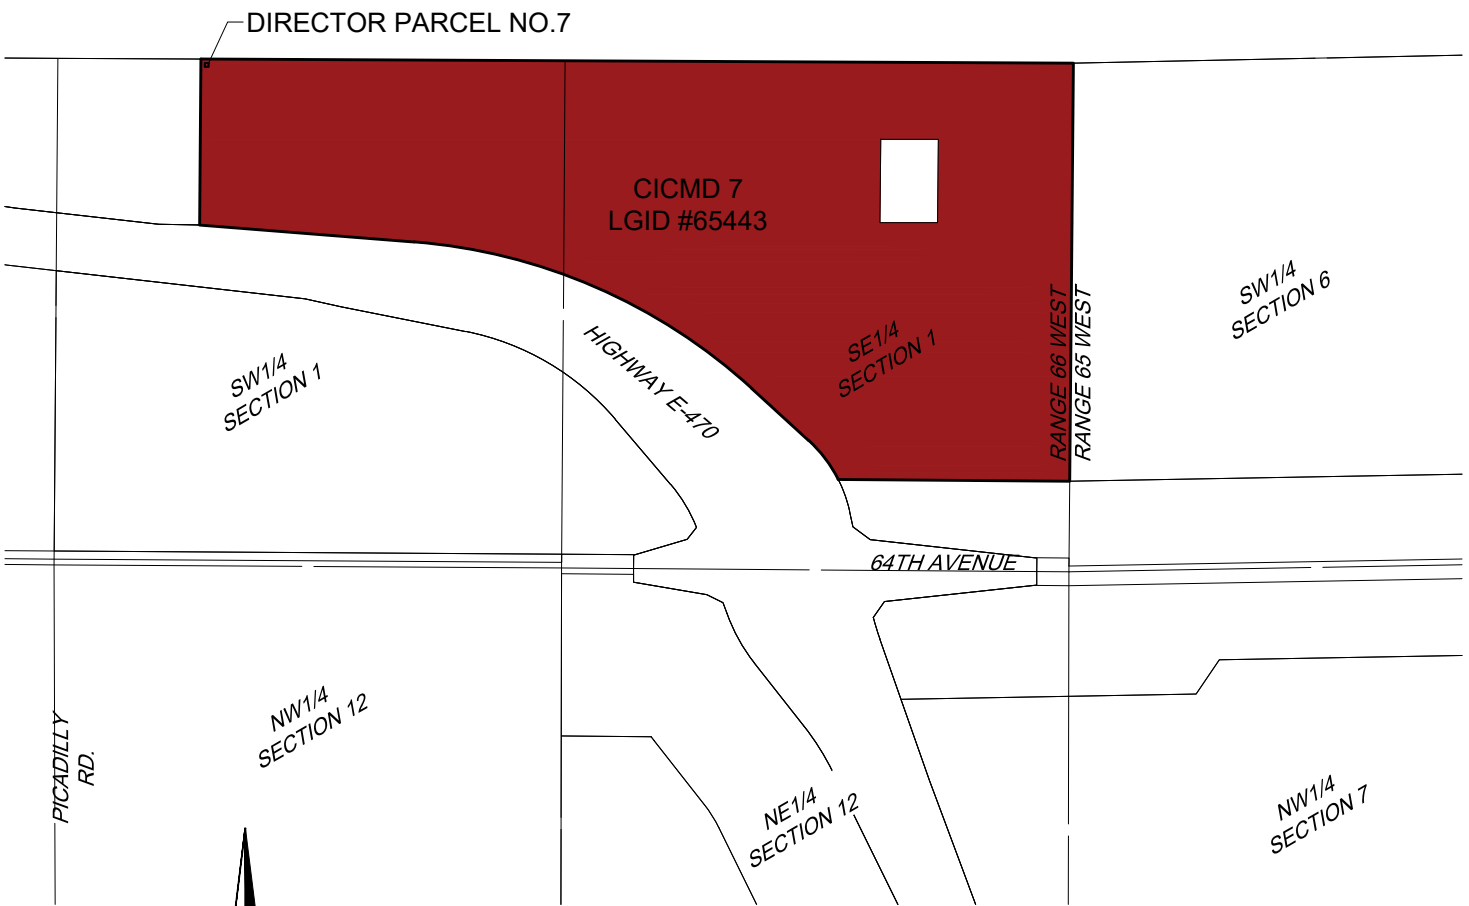 DIRECTOR PARCEL NO.7
CICMD 7
LGID #65443
SW1/4
SECTION 6
RANGE 66 WEST
RANGE 65 WEST
SE1/4
SECTION 1
HIGHWAY E-470
SW1/4
SECTION 1
64TH AVENUE
NW1/4
SECTION 12
PICADILLY
RD.
NE1/4
SECTION 12
NW1/4
SECTION 7